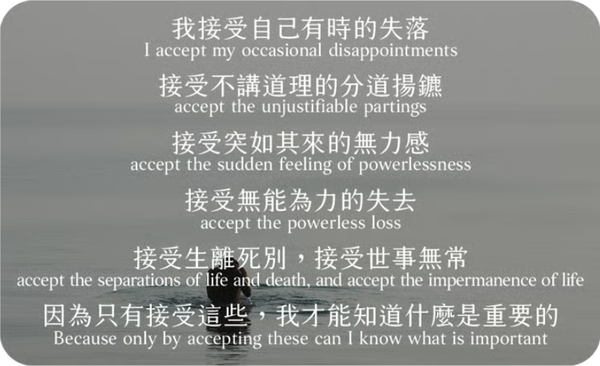 我接受自己有時的失落
I accept my occasional disappointments
接受不講道理的分道揚鑣
accept the unjustifiable partings
接受突如其來的無力感
accept the sudden feeling of powerlessness
接受無能為力的失去
accept the powerless loss
接受生離死別，接受世事無常
accept the separations of life and death, and accept the impermanence of life
因為只有接受這些，我才能知道什麼是重要的
Because only by accepting these can I know what is important